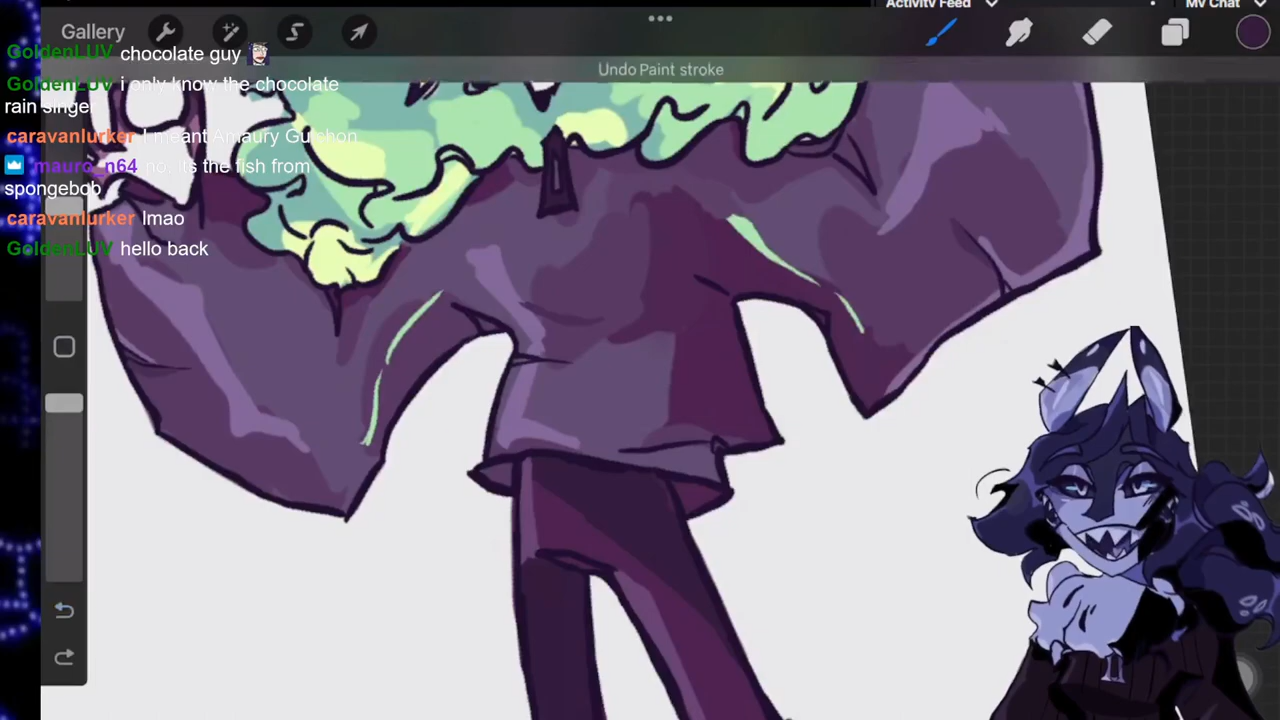 Activity Feed
My Chat
Gallery
Undo Paint stroke
GoldenLUV chocolate guy
GoldenLUV i only know the chocolate
rain singer
caravanlurker I meant Amaury Guichon
mauro_n64 no, its the fish from
spongebob
caravanlurker lmao
GoldenLUV hello back